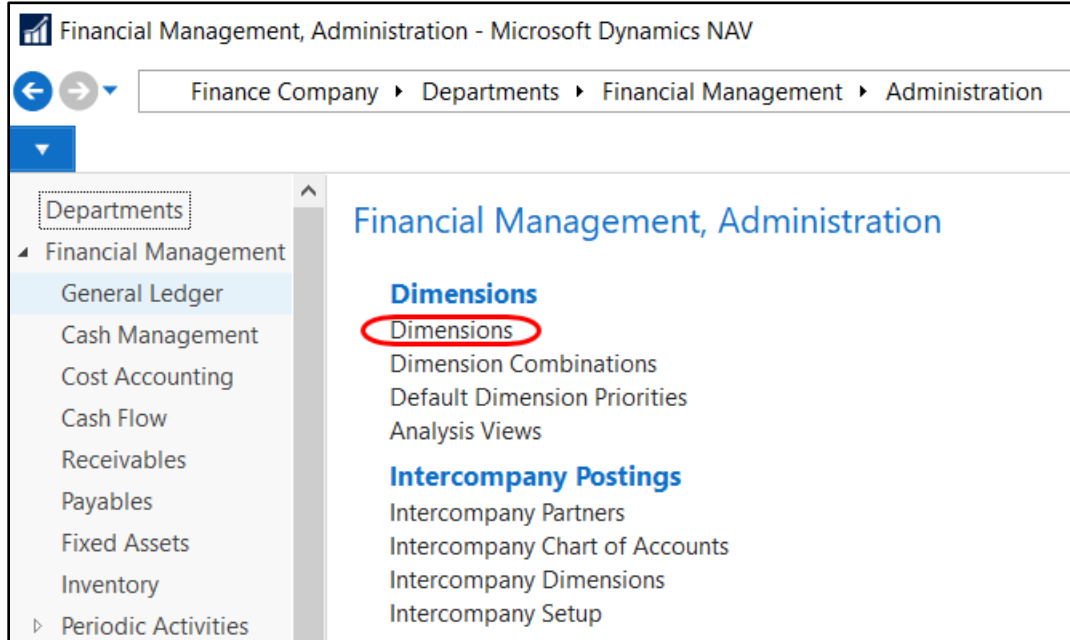 Financial Management, Administration - Microsoft Dynamics NAV
Finance Company Departments Financial Management Administration
Departments
Financial Management
General Ledger
Cash Management
Cost Accounting
Cash Flow
Receivables
Payables
Fixed Assets
Inventory
Periodic Activities
Financial Management, Administration
Dimensions
Dimensions
Dimension Combinations
Default Dimension Priorities
Analysis Views
Intercompany Postings
Intercompany Partners
Intercompany Chart of Accounts
Intercompany Dimensions
Intercompany Setup